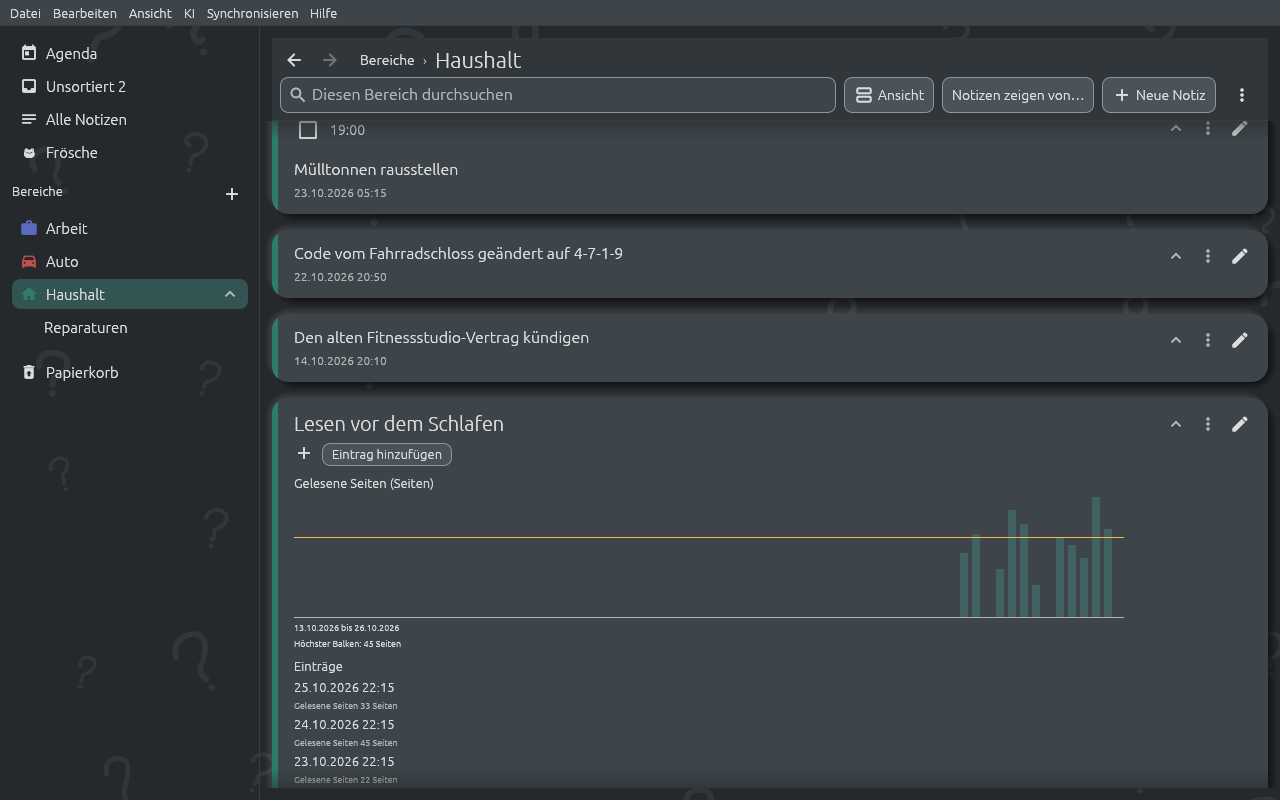 Datei Bearbeiten Ansicht KI Synchronisieren Hilfe
Agenda
Unsortiert 2
Alle Notizen
Frösche
Bereiche
Arbeit
Auto
Haushalt
Reparaturen
Papierkorb
Bereiche › Haushalt
Diesen Bereich durchsuchen
Ansicht
Notizen zeigen von…
Neue Notiz
19:00
Mülltonnen rausstellen
23.10.2026 05:15
Code vom Fahrradschloss geändert auf 4-7-1-9
22.10.2026 20:50
Den alten Fitnessstudio-Vertrag kündigen
14.10.2026 20:10
Lesen vor dem Schlafen
Eintrag hinzufügen
Gelesene Seiten (Seiten)
13.10.2026 bis 26.10.2026
Höchster Balken: 45 Seiten
Einträge
25.10.2026 22:15
Gelesene Seiten 33 Seiten
24.10.2026 22:15
Gelesene Seiten 45 Seiten
23.10.2026 22:15
Gelesene Seiten 22 Seiten